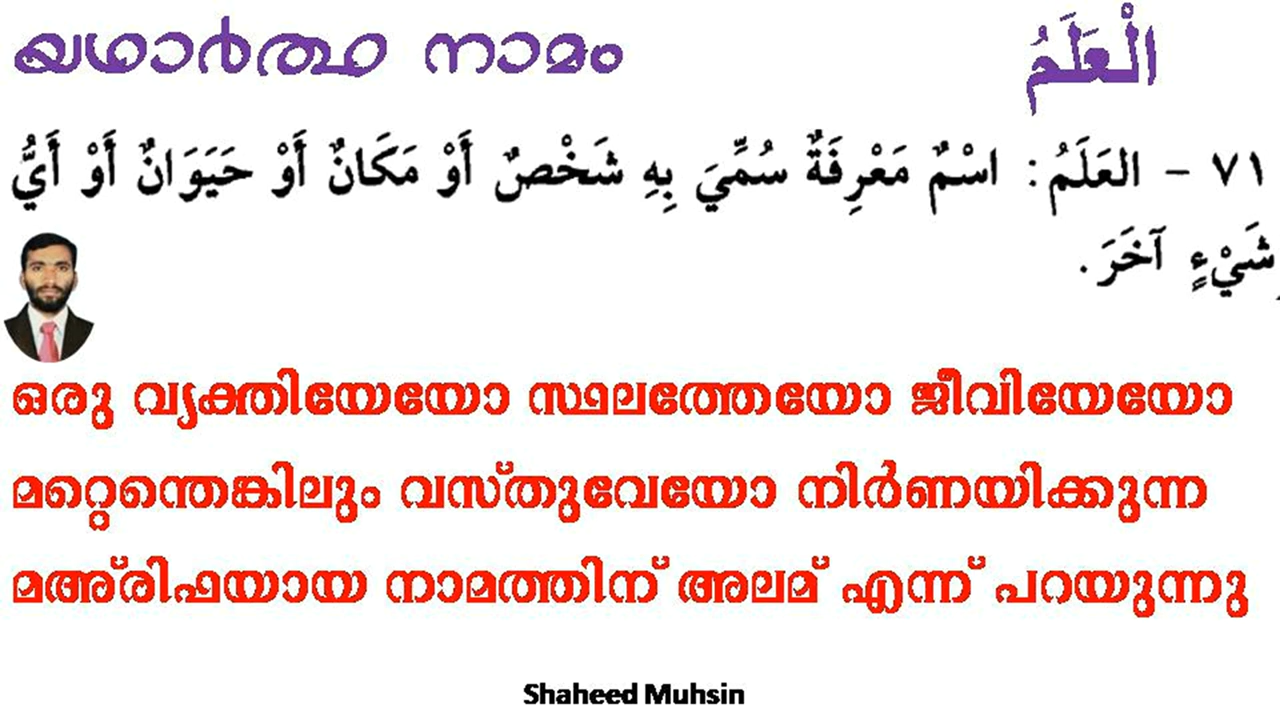 യഥാർത്ഥ നാമം الْعَلَمُ
٧١ - العَلَمُ: اسْمٌ مَعْرِفَةٌ سُمِّيَ بِهِ شَخْصٌ أَوْ مَكَانٌ أَوْ حَيَوَانٌ أَوْ أَيُّ
شَيْءٍ آخَرَ.
ഒരു വ്യക്തിയേയോ സ്ഥലത്തേയോ ജീവിയേയോ
മറ്റെന്തെങ്കിലും വസ്തുവേയോ നിർണയിക്കുന്ന
മഅ്രിഫയായ നാമത്തിന് അലമ് എന്ന് പറയുന്നു
Shaheed Muhsin